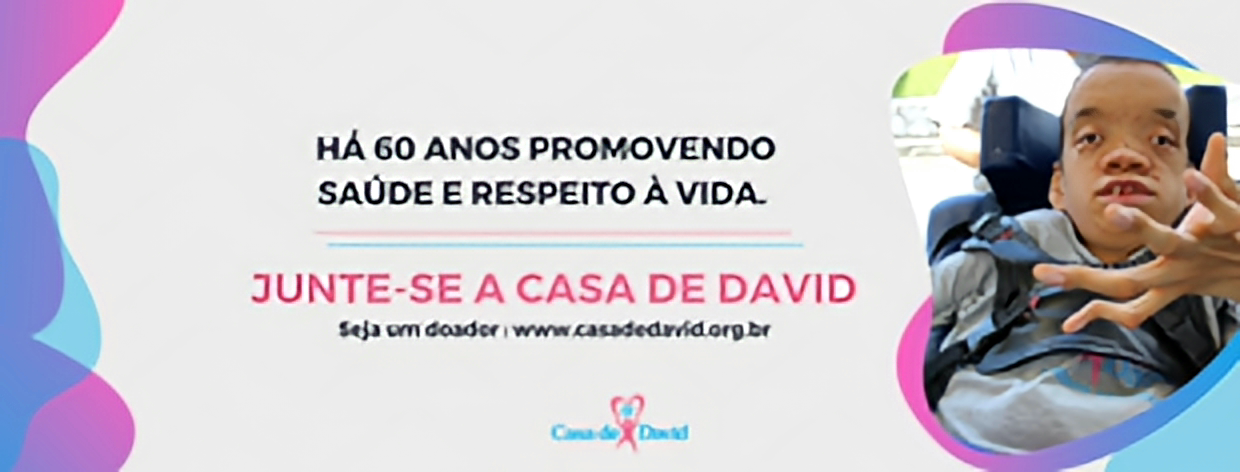 HÁ 60 ANOS PROMOVENDO
SAÚDE E RESPEITO À VIDA.
JUNTE-SE A CASA DE DAVID
Seja um doador | www.casadedavid.org.br
Casa de David